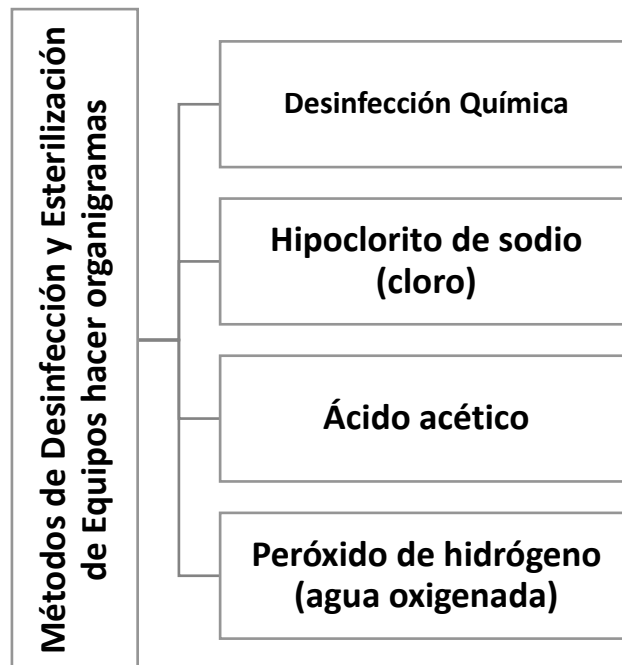 Métodos de Desinfección y Esterilización
de Equipos hacer organigramas
Desinfección Química
Hipoclorito de sodio
(cloro)
Ácido acético
Peróxido de hidrógeno
(agua oxigenada)